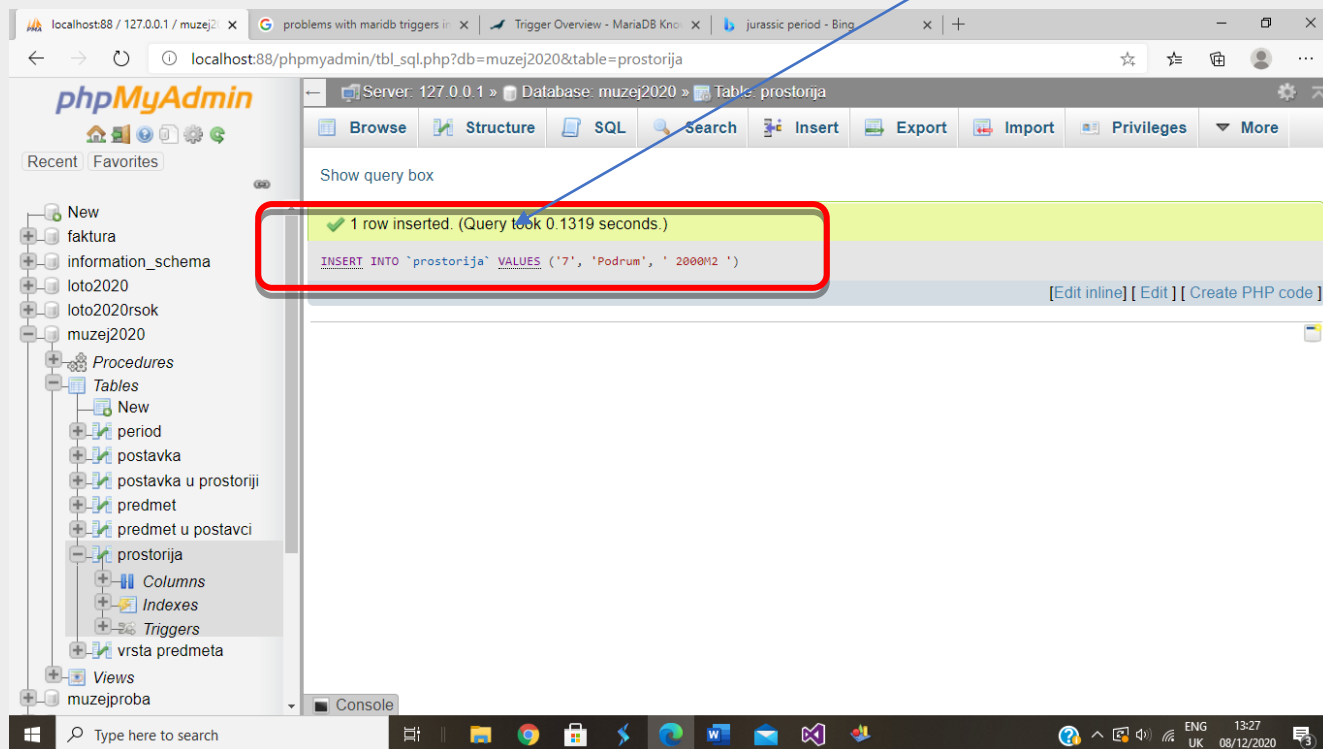 localhost:88 / 127.0.0.1 / muzej2
problems with maridb triggers in
Trigger Overview - MariaDB Kno
jurassic period - Bing
localhost:88/phpmyadmin/tbl_sql.php?db=muzej2020&table=prostorija
phpMyAdmin
Recent Favorites
New
faktura
information_schema
loto2020
loto2020rsok
muzej2020
Procedures
Tables
New
period
postavka
postavka u prostoriji
predmet
predmet u postavci
prostorija
Columns
Indexes
Triggers
vrsta predmeta
Views
muzejproba
Server: 127.0.0.1 » Database: muzej2020 » Table: prostorija
Browse Structure SQL Search Insert Export Import Privileges More
Show query box
1 row inserted. (Query took 0.1319 seconds.)
INSERT INTO `prostorija` VALUES ('7', 'Podrum', ' 2000M2 ')
[Edit inline] [ Edit ] [ Create PHP code ]
Console
Type here to search
ENG
UK
13:27
08/12/2020
3